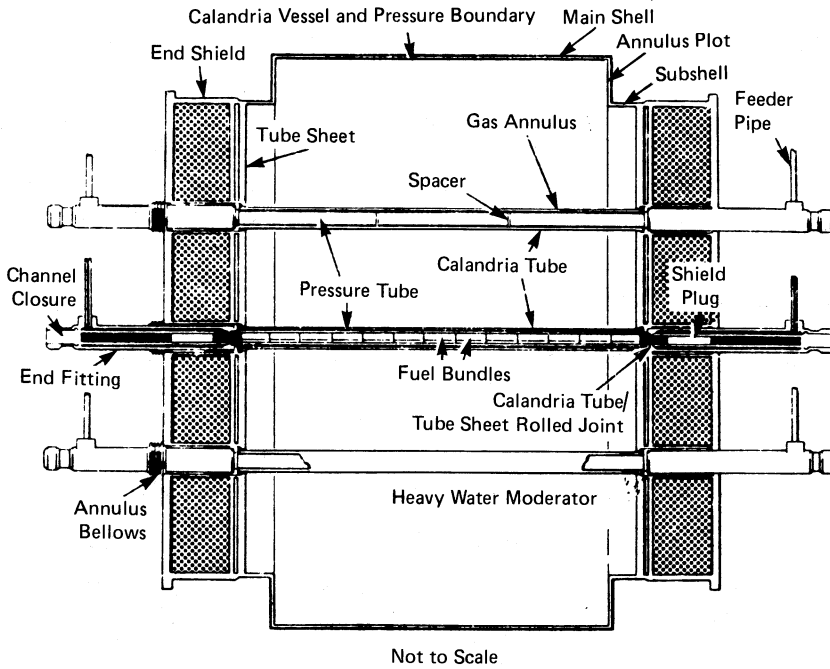 Calandria Vessel and Pressure Boundary
Main Shell
Annulus Plot
End Shield
Subshell
Feeder
Pipe
Gas Annulus
Tube Sheet
Spacer
Channel
Closure
Pressure Tube
Calandria Tube
Shield
Plug
End Fitting
Fuel Bundles
Calandria Tube/
Tube Sheet Rolled Joint
Annulus
Bellows
Heavy Water Moderator
Not to Scale